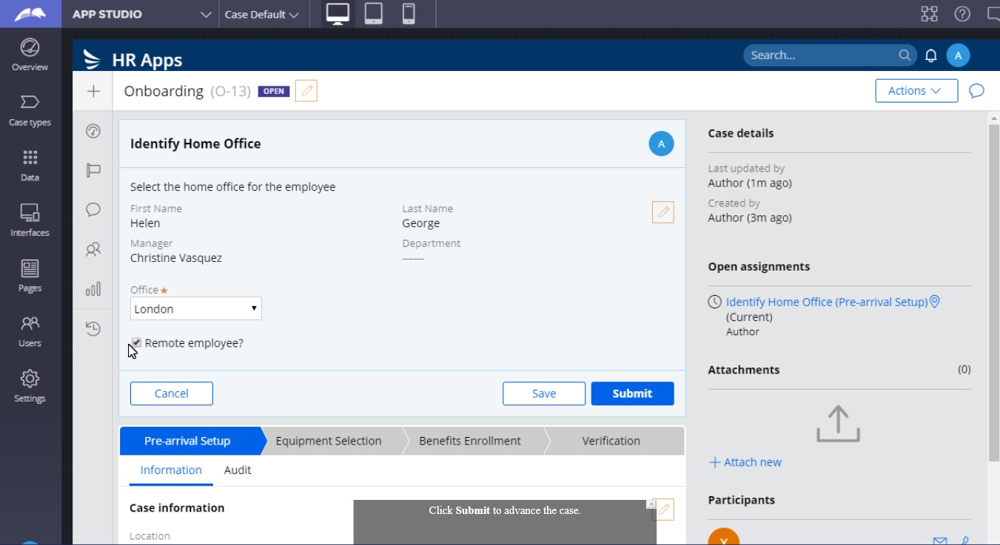 APP STUDIO
Case Default
Overview
Case types
Data
Interfaces
Pages
Users
Settings
HR Apps
Search...
A
Onboarding (O-13) OPEN
Actions
Identify Home Office
A
Select the home office for the employee
First Name
Helen
Last Name
George
Manager
Christine Vasquez
Department
——
Office *
London
Remote employee?
Cancel
Save
Submit
Pre-arrival Setup
Equipment Selection
Benefits Enrollment
Verification
Information
Audit
Case information
Location
Click Submit to advance the case.
Case details
Last updated by
Author (1m ago)
Created by
Author (3m ago)
Open assignments
Identify Home Office (Pre-arrival Setup)
(Current)
Author
Attachments (0)
Attach new
Participants
X